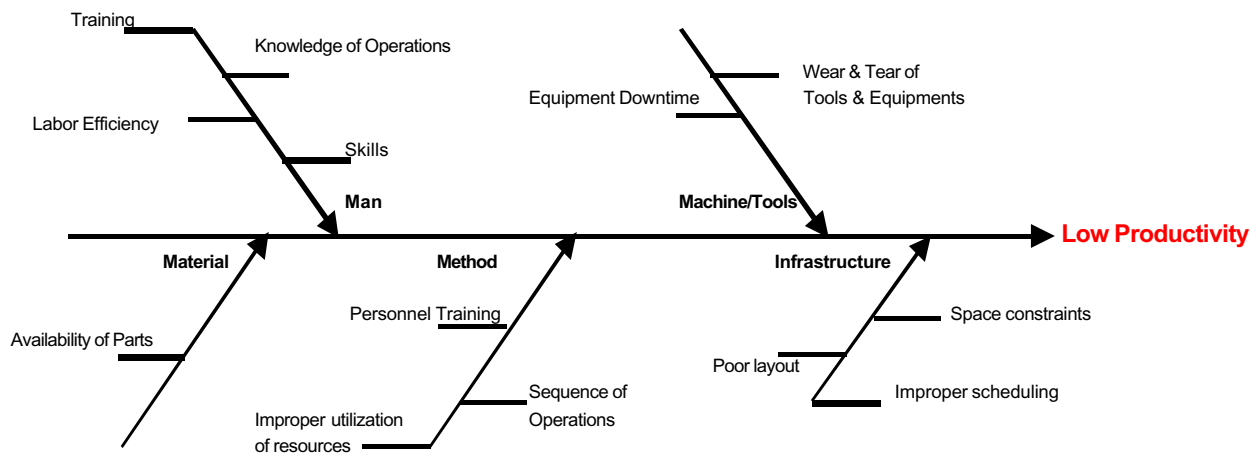 Training
Knowledge of Operations
Labor Efficiency
Skills
Man
Wear & Tear of
Tools & Equipments
Equipment Downtime
Machine/Tools
Low Productivity
Material
Method
Infrastructure
Availability of Parts
Personnel Training
Sequence of
Operations
Improper utilization
of resources
Space constraints
Poor layout
Improper scheduling